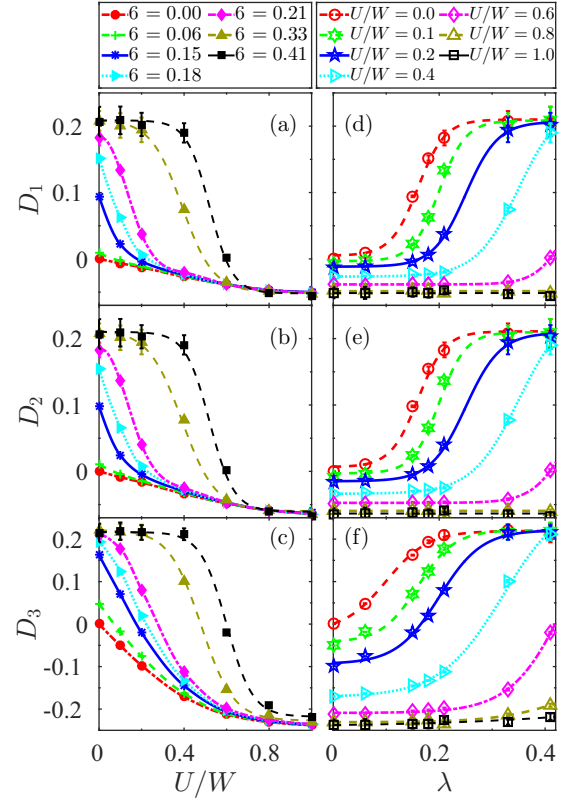 6 = 0.00 6 = 0.21 U/W = 0.0 U/W = 0.6
6 = 0.06 6 = 0.33 U/W = 0.1 U/W = 0.8
6 = 0.15 6 = 0.41 U/W = 0.2 U/W = 1.0
6 = 0.18 U/W = 0.4
(a) (d)
0.2
0.1
0
D1
(b) (e)
0.2
0.1
0
D2
(c) (f)
0.2
0.1
0
-0.1
-0.2
D3
0 0.4 0.8 0 0.2 0.4
U/W λ